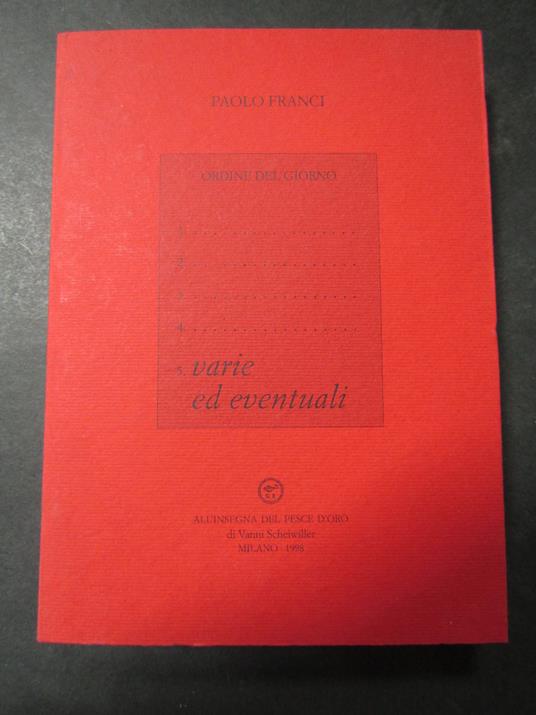 PAOLO FRANCI
ORDINE DEL GIORNO
1. . . . . . . . . . . . . . . . . . . .
2. . . . . . . . . . . . . . . . . . . .
3. . . . . . . . . . . . . . . . . . . .
4. . . . . . . . . . . . . . . . . . . .
5. varie
ed eventuali
ALL'INSEGNA DEL PESCE D'ORO
di Vanni Scheiwiller
MILANO 1998